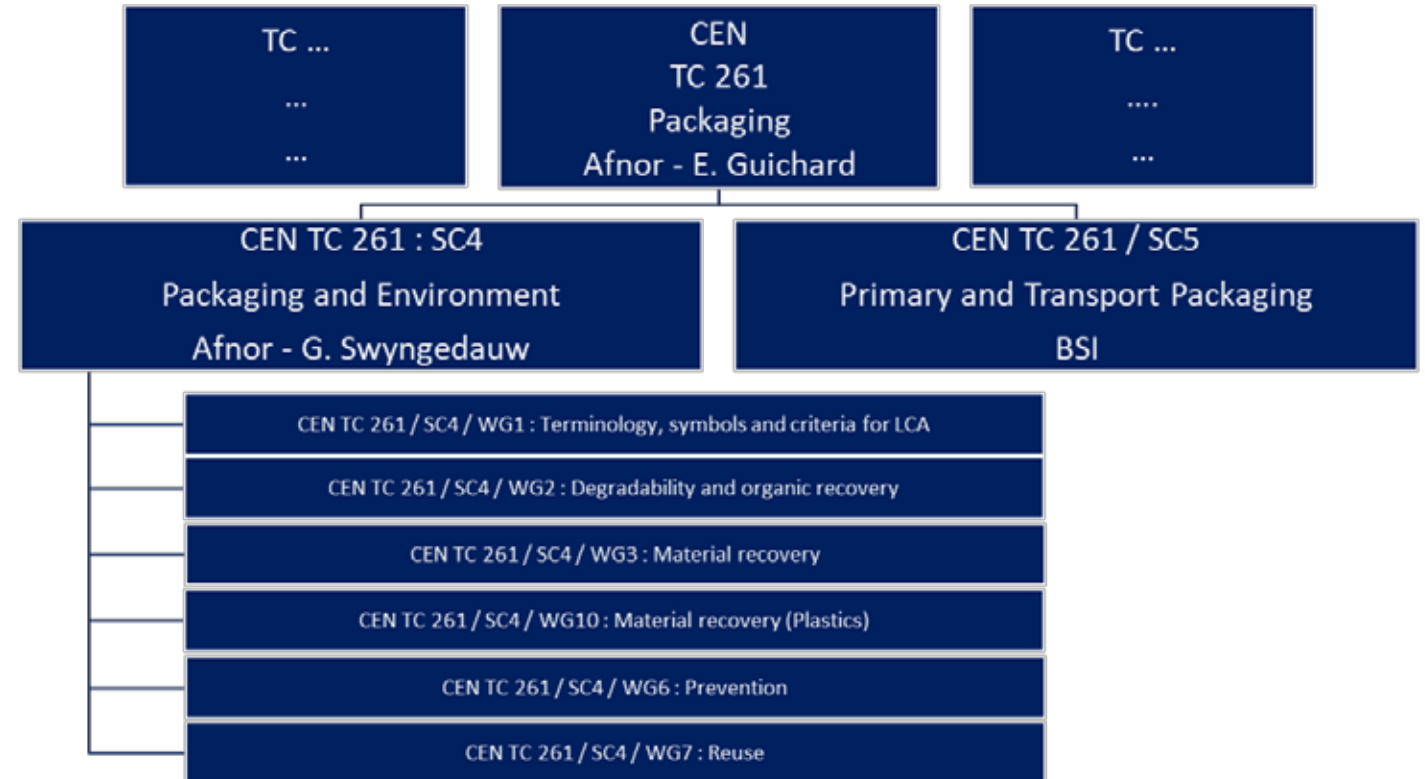 TC ...
...
...
CEN
TC 261
Packaging
Afnor - E. Guichard
TC ...
....
...
CEN TC 261 : SC4
Packaging and Environment
Afnor - G. Swyngedauw
CEN TC 261 / SC5
Primary and Transport Packaging
BSI
CEN TC 261 / SC4 / WG1 : Terminology, symbols and criteria for LCA
CEN TC 261 / SC4 / WG2 : Degradability and organic recovery
CEN TC 261 / SC4 / WG3 : Material recovery
CEN TC 261 / SC4 / WG10 : Material recovery (Plastics)
CEN TC 261 / SC4 / WG6 : Prevention
CEN TC 261 / SC4 / WG7 : Reuse